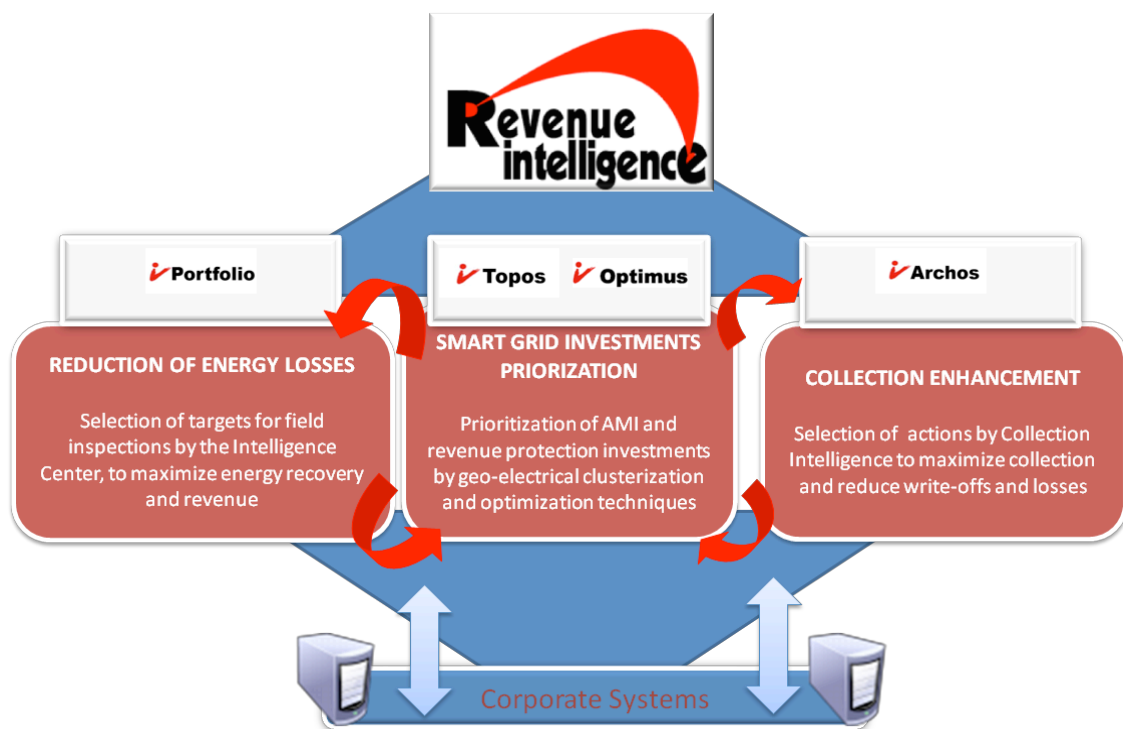 Revenue
intelligence
i Portfolio
i Topos i Optimus
i Archos
REDUCTION OF ENERGY LOSSES
Selection of targets for field
inspections by the Intelligence
Center, to maximize energy recovery
and revenue
SMART GRID INVESTMENTS
PRIORIZATION
Prioritization of AMI and
revenue protection investments
by geo-electrical clusterization
and optimization techniques
COLLECTION ENHANCEMENT
Selection of actions by Collection
Intelligence to maximize collection
and reduce write-offs and losses
Corporate Systems